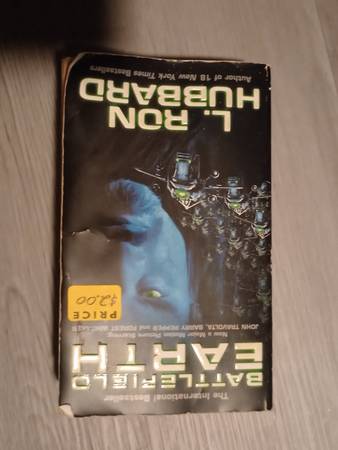 The International Bestseller
BATTLEFIELD
EARTH
Now a Major Motion Picture Starring
JOHN TRAVOLTA, BARRY PEPPER and FOREST WHITAKER
PRICE
$2.00
L. RON
HUBBARD
Author of 18 New York Times Bestsellers